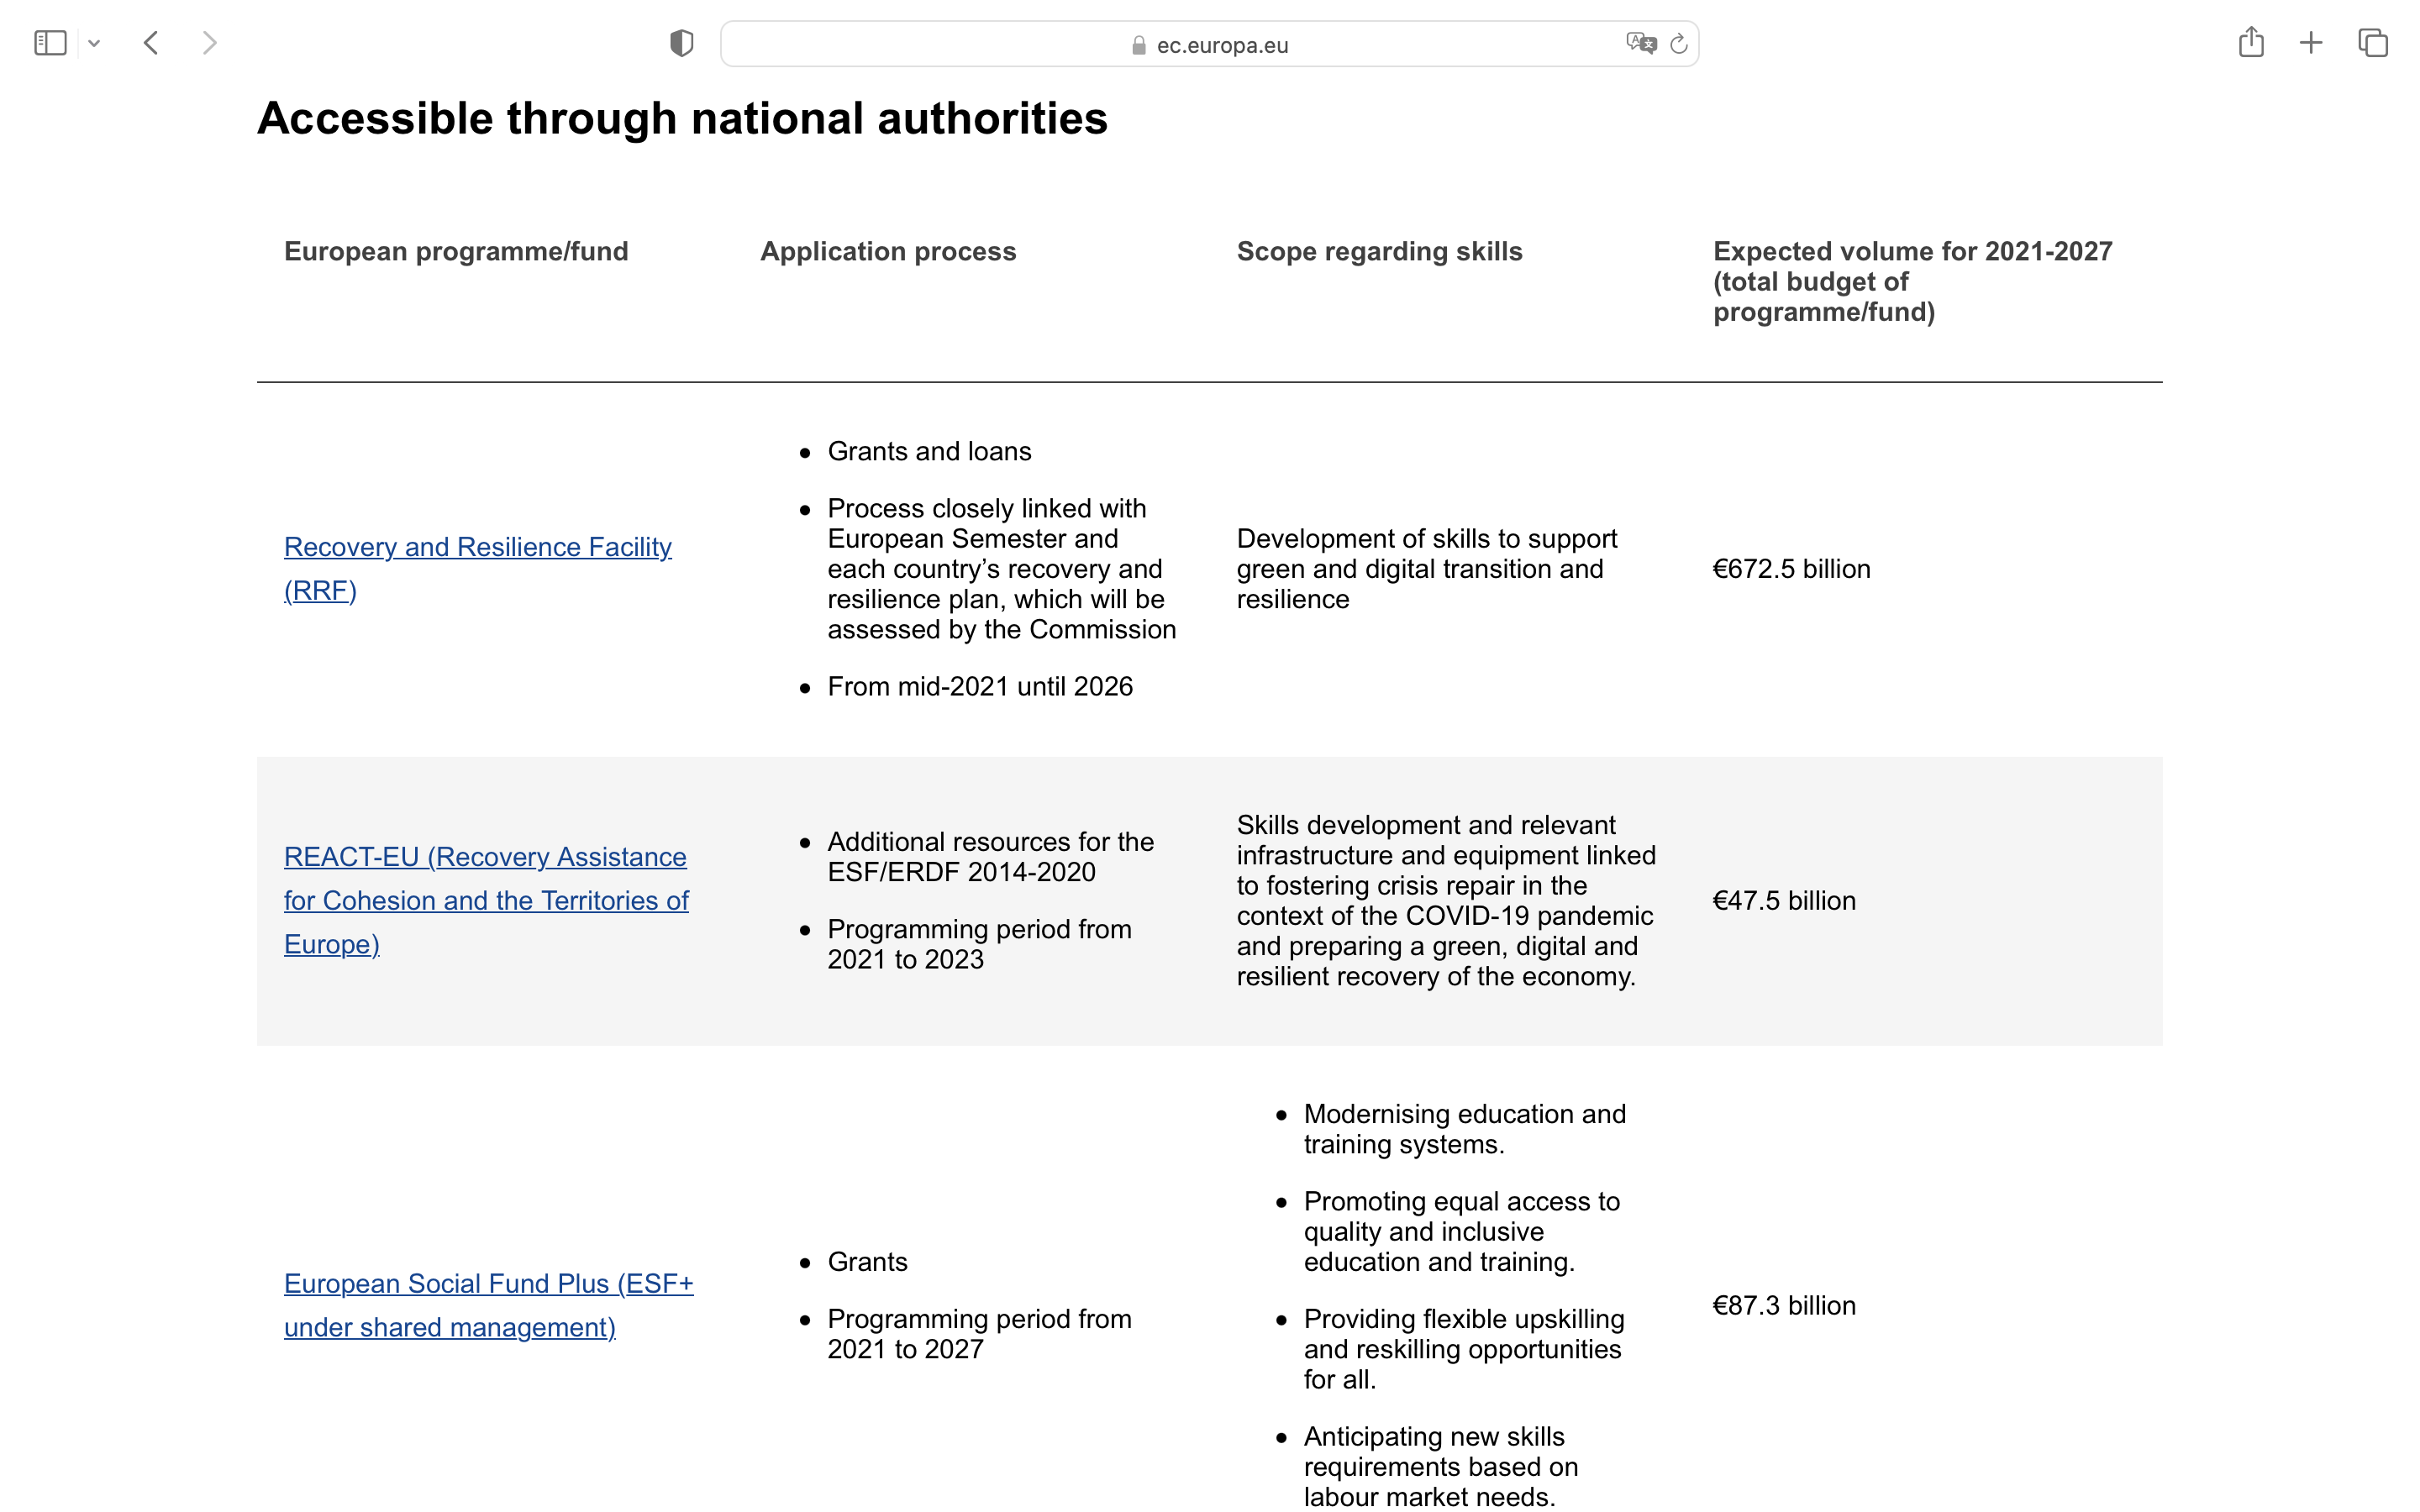 ec.europa.eu
Accessible through national authorities
European programme/fund
Application process
Scope regarding skills
Expected volume for 2021-2027
(total budget of
programme/fund)
Recovery and Resilience Facility
(RRF)
Grants and loans
Process closely linked with
European Semester and
each country’s recovery and
resilience plan, which will be
assessed by the Commission
From mid-2021 until 2026
Development of skills to support
green and digital transition and
resilience
€672.5 billion
REACT-EU (Recovery Assistance
for Cohesion and the Territories of
Europe)
Additional resources for the
ESF/ERDF 2014-2020
Programming period from
2021 to 2023
Skills development and relevant
infrastructure and equipment linked
to fostering crisis repair in the
context of the COVID-19 pandemic
and preparing a green, digital and
resilient recovery of the economy.
€47.5 billion
European Social Fund Plus (ESF+
under shared management)
Grants
Programming period from
2021 to 2027
Modernising education and
training systems.
Promoting equal access to
quality and inclusive
education and training.
Providing flexible upskilling
and reskilling opportunities
for all.
Anticipating new skills
requirements based on
labour market needs.
€87.3 billion